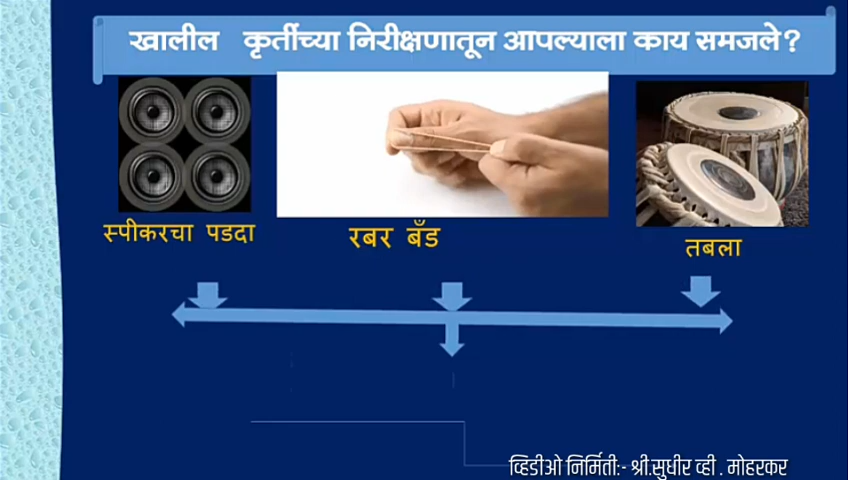 खालील कृतींच्या निरीक्षणातून आपल्याला काय समजले?
स्पीकरचा पडदा
रबर बँड
तबला
व्हिडीओ निर्मिती:- श्री.सुधीर व्ही . मोहरकर